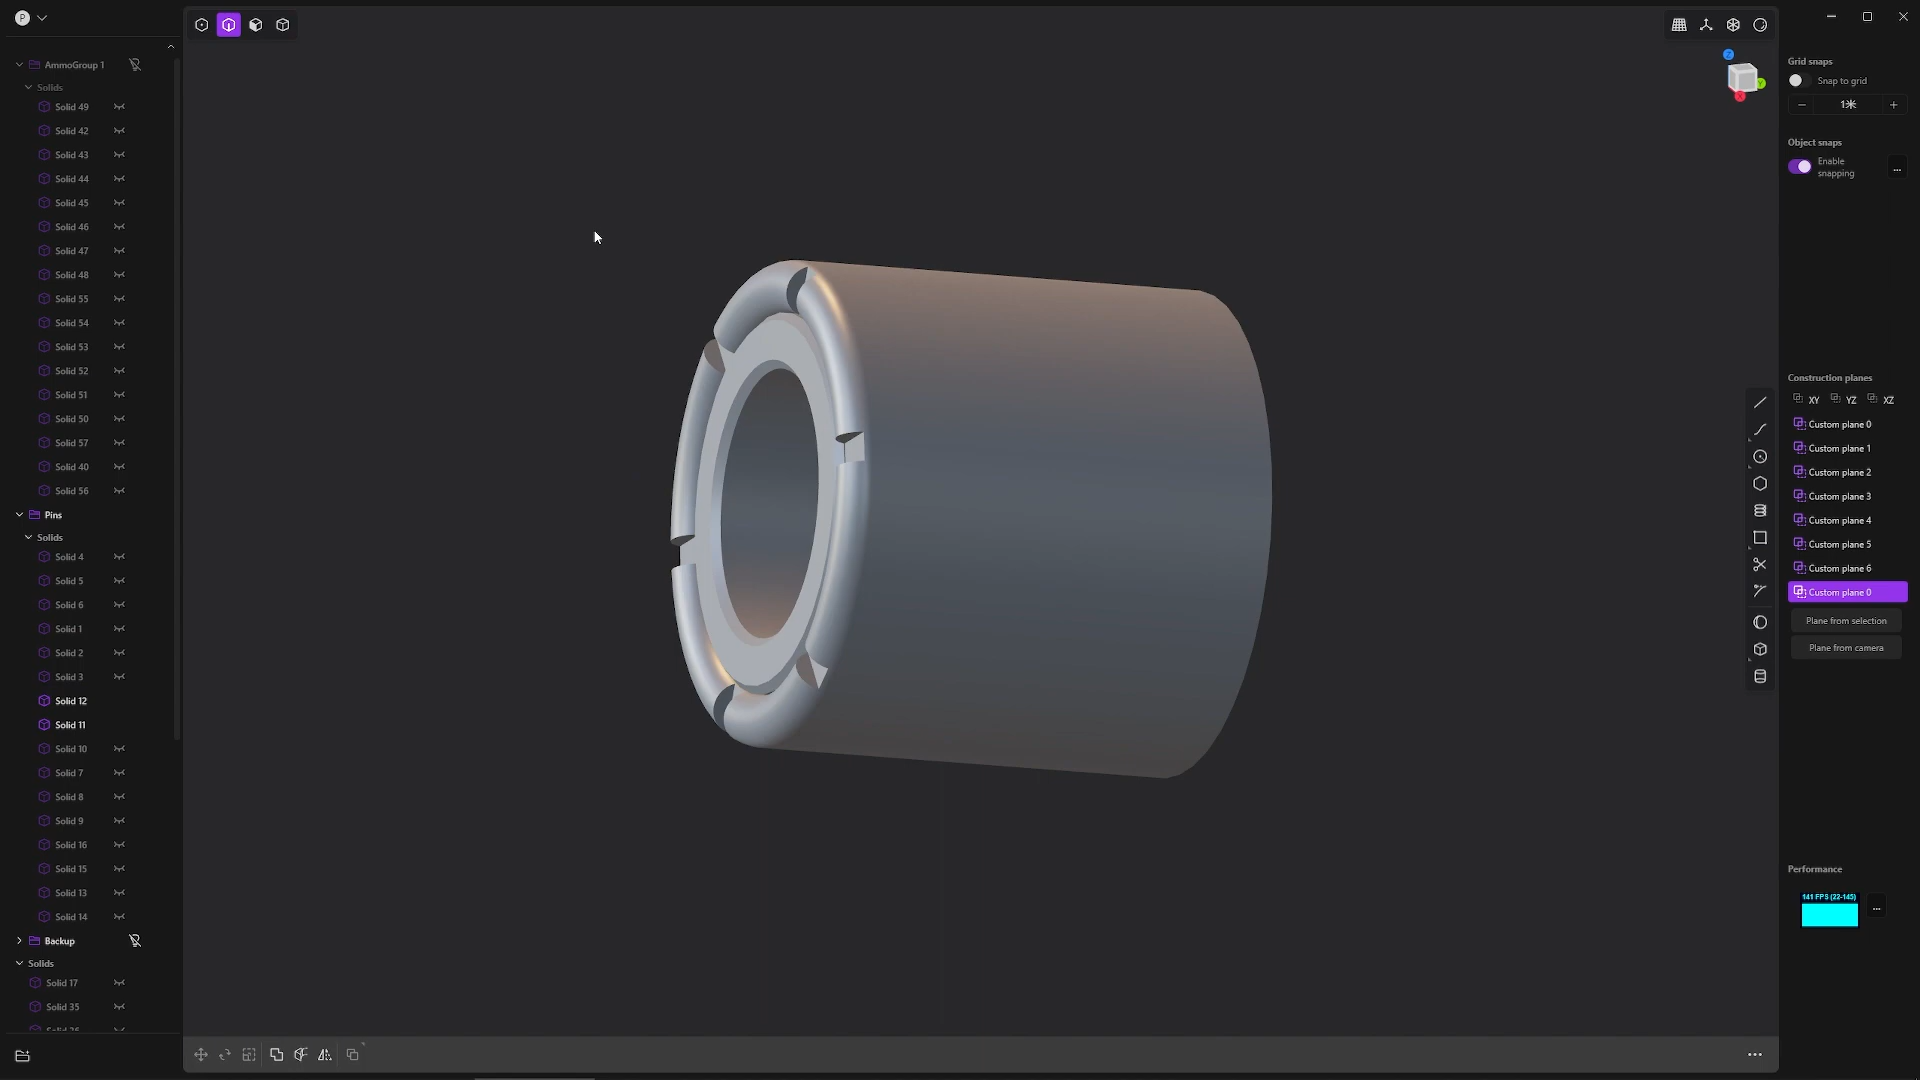 P
AmmoGroup 1
Solids
Solid 49
Solid 42
Solid 43
Solid 44
Solid 45
Solid 46
Solid 47
Solid 48
Solid 55
Solid 54
Solid 53
Solid 52
Solid 51
Solid 50
Solid 57
Solid 40
Solid 56
Pins
Solids
Solid 4
Solid 5
Solid 6
Solid 1
Solid 2
Solid 3
Solid 12
Solid 11
Solid 10
Solid 7
Solid 8
Solid 9
Solid 16
Solid 15
Solid 13
Solid 14
Backup
Solids
Solid 17
Solid 35
Z
Y
X
Grid snaps
Snap to grid
1
Object snaps
Enable
snapping
...
Construction planes
XY YZ XZ
Custom plane 0
Custom plane 1
Custom plane 2
Custom plane 3
Custom plane 4
Custom plane 5
Custom plane 6
Custom plane 0
Plane from selection
Plane from camera
Performance
141 FPS (22-145)
...